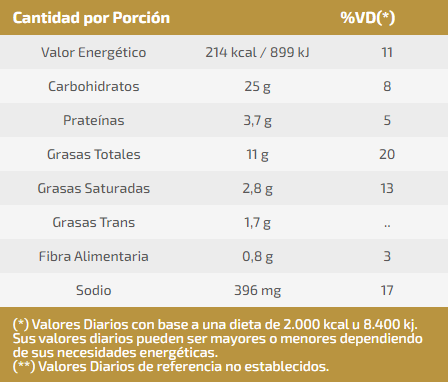 Cantidad por Porción %VD(*)
Valor Energético 214 kcal / 899 kJ 11
Carbohidratos 25 g 8
Prateínas 3,7 g 5
Grasas Totales 11 g 20
Grasas Saturadas 2,8 g 13
Grasas Trans 1,7 g ..
Fibra Alimentaria 0,8 g 3
Sodio 396 mg 17
(*) Valores Diarios con base a una dieta de 2.000 kcal u 8.400 kj.
Sus valores diarios pueden ser mayores o menores dependiendo
de sus necesidades energéticas.
(**) Valores Diarios de referencia no establecidos.